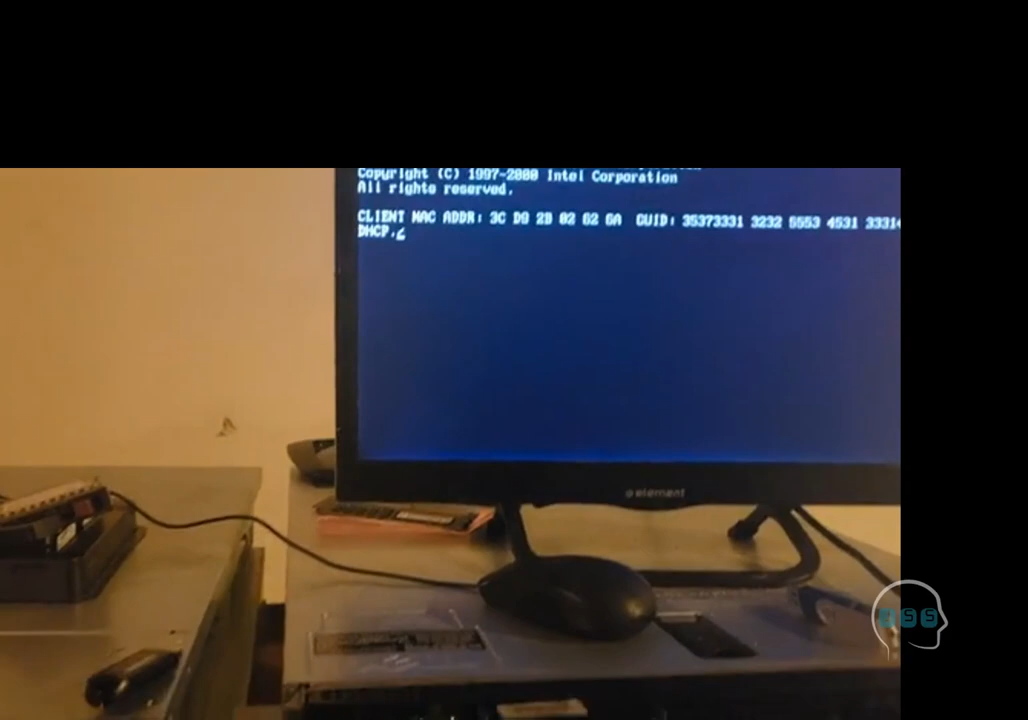 Copyright (C) 1997-2000 Intel Corporation
All rights reserved.
CLIENT MAC ADDR: 3C D9 2B 02 62 6A GUID: 35373331 3232 5553 4531 3331
DHCP.
element